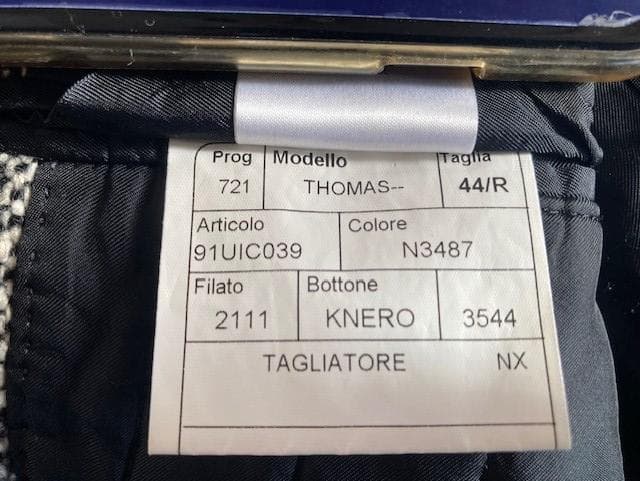 Prog Modello Taglia
721 THOMAS-- 44/R
Articolo Colore
91UIC039 N3487
Filato Bottone
2111 KNERO 3544
TAGLIATORE NX